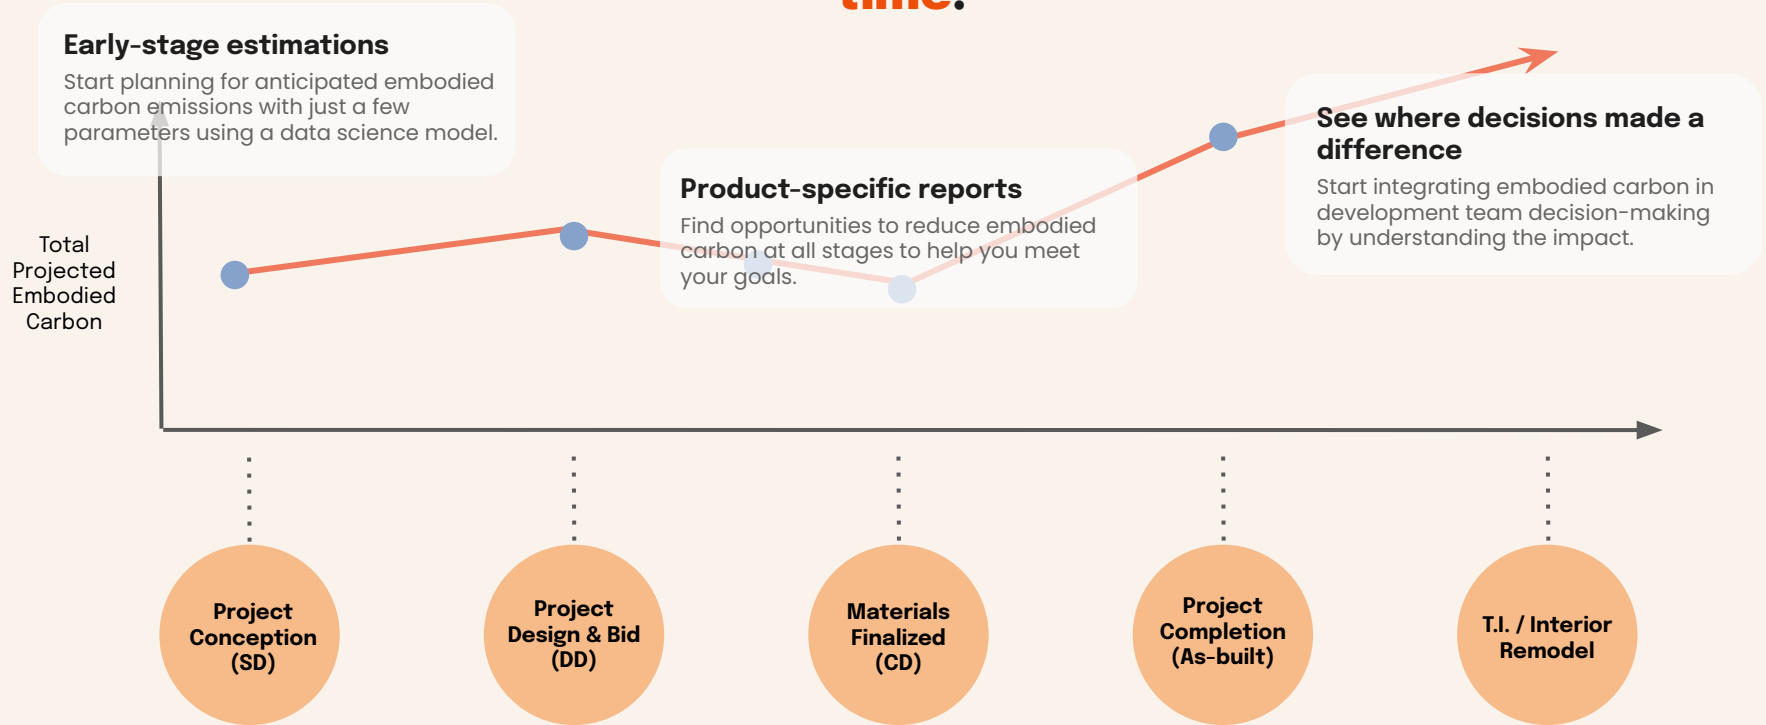 time.
Early-stage estimations
Start planning for anticipated embodied
carbon emissions with just a few
parameters using a data science model.
Product-specific reports
Find opportunities to reduce embodied
carbon at all stages to help you meet
your goals.
See where decisions made a
difference
Start integrating embodied carbon in
development team decision-making
by understanding the impact.
Total
Projected
Embodied
Carbon
Project
Conception
(SD)
Project
Design & Bid
(DD)
Materials
Finalized
(CD)
Project
Completion
(As-built)
T.I. / Interior
Remodel